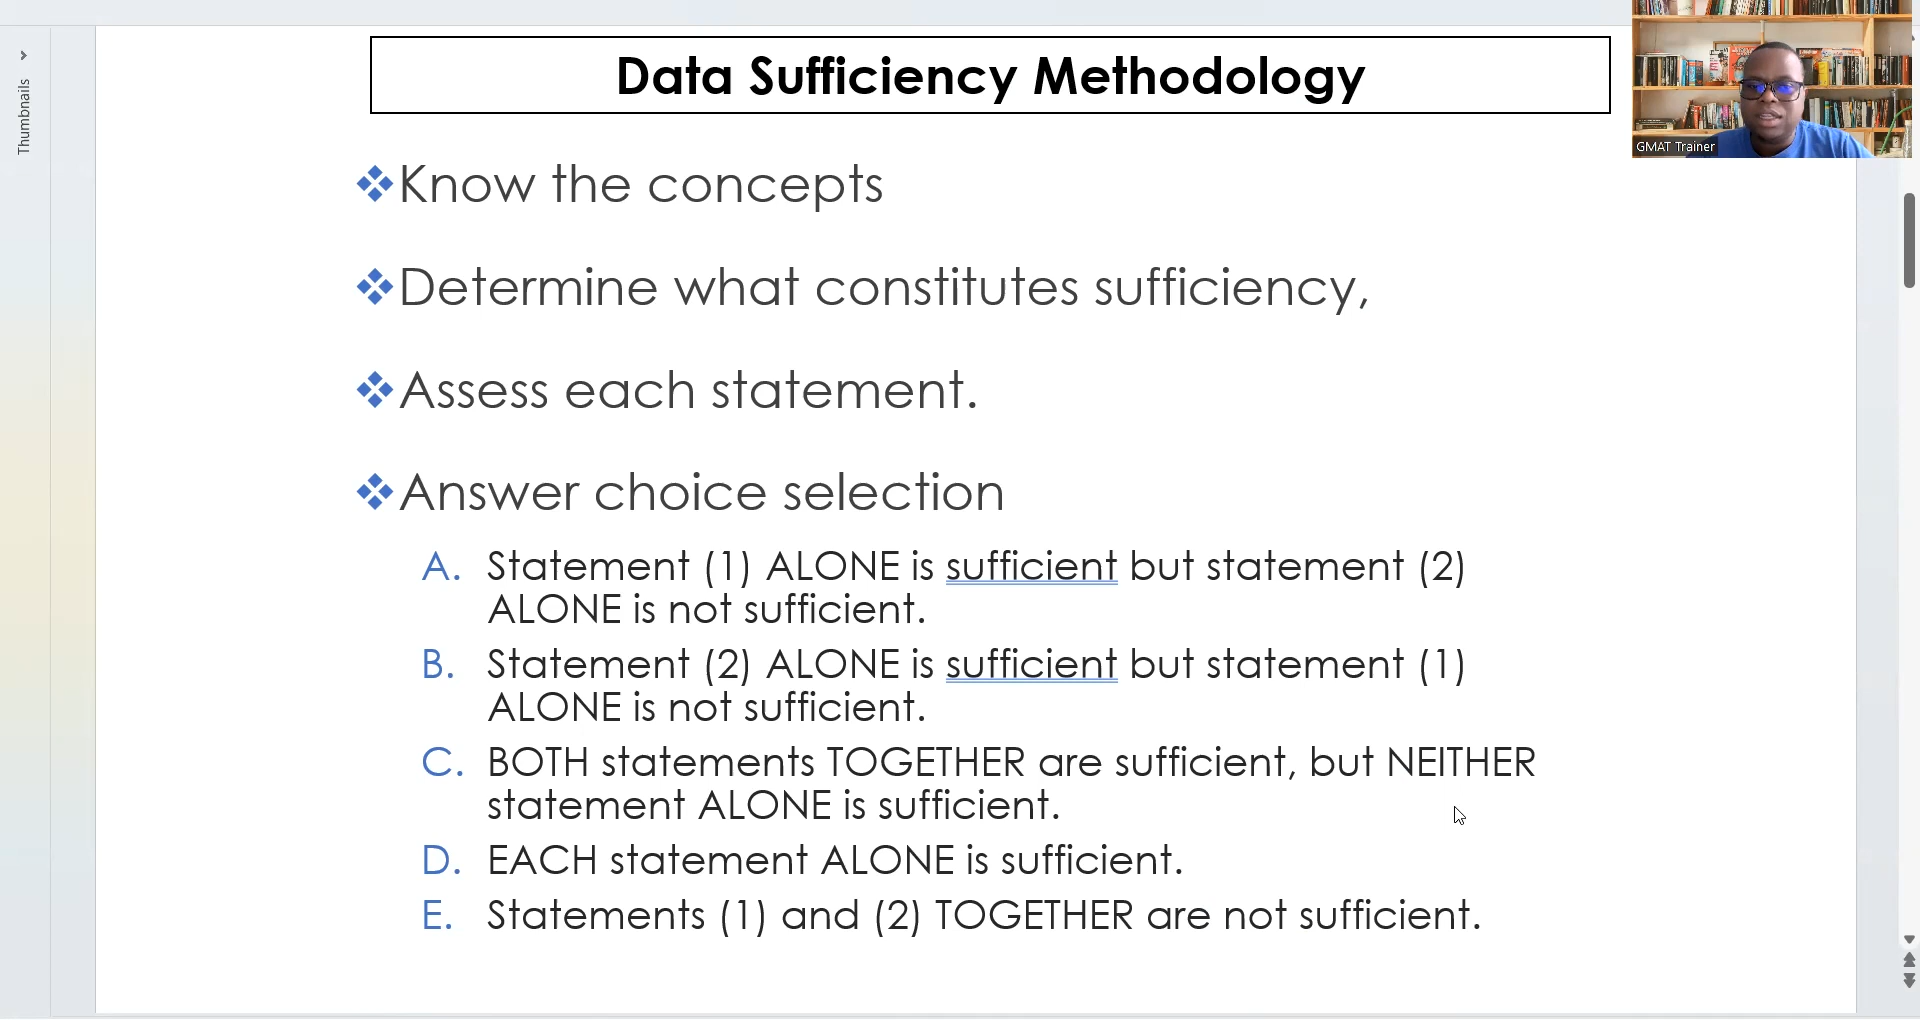 Data Sufficiency Methodology
GMAT Trainer
Thumbnails
Know the concepts
Determine what constitutes sufficiency,
Assess each statement.
Answer choice selection
A. Statement (1) ALONE is sufficient but statement (2)
ALONE is not sufficient.
B. Statement (2) ALONE is sufficient but statement (1)
ALONE is not sufficient.
C. BOTH statements TOGETHER are sufficient, but NEITHER
statement ALONE is sufficient.
D. EACH statement ALONE is sufficient.
E. Statements (1) and (2) TOGETHER are not sufficient.